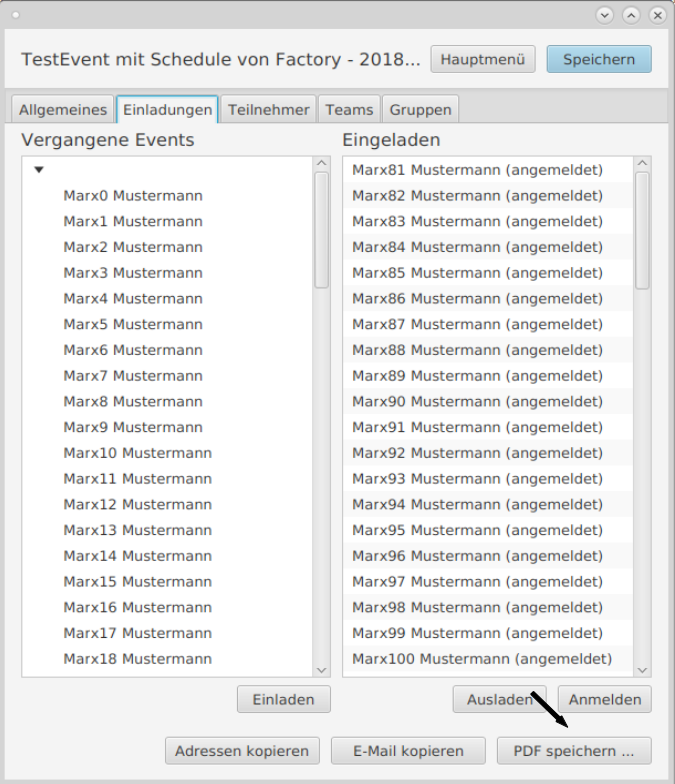 TestEvent mit Schedule von Factory - 2018... Hauptmenü Speichern
Allgemeines Einladungen Teilnehmer Teams Gruppen
Vergangene Events
Marx0 Mustermann
Marx1 Mustermann
Marx2 Mustermann
Marx3 Mustermann
Marx4 Mustermann
Marx5 Mustermann
Marx6 Mustermann
Marx7 Mustermann
Marx8 Mustermann
Marx9 Mustermann
Marx10 Mustermann
Marx11 Mustermann
Marx12 Mustermann
Marx13 Mustermann
Marx14 Mustermann
Marx15 Mustermann
Marx16 Mustermann
Marx17 Mustermann
Marx18 Mustermann
Einladen
Eingeladen
Marx81 Mustermann (angemeldet)
Marx82 Mustermann (angemeldet)
Marx83 Mustermann (angemeldet)
Marx84 Mustermann (angemeldet)
Marx85 Mustermann (angemeldet)
Marx86 Mustermann (angemeldet)
Marx87 Mustermann (angemeldet)
Marx88 Mustermann (angemeldet)
Marx89 Mustermann (angemeldet)
Marx90 Mustermann (angemeldet)
Marx91 Mustermann (angemeldet)
Marx92 Mustermann (angemeldet)
Marx93 Mustermann (angemeldet)
Marx94 Mustermann (angemeldet)
Marx95 Mustermann (angemeldet)
Marx96 Mustermann (angemeldet)
Marx97 Mustermann (angemeldet)
Marx98 Mustermann (angemeldet)
Marx99 Mustermann (angemeldet)
Marx100 Mustermann (angemeldet)
Ausladen Anmelden
Adressen kopieren E-Mail kopieren PDF speichern ...